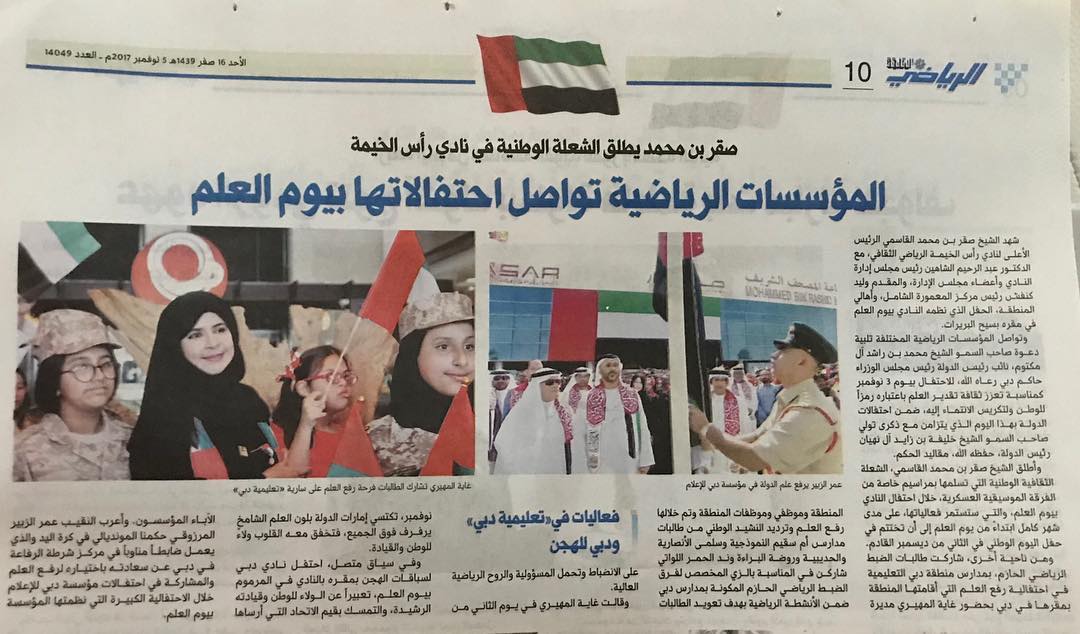 الرياضي
10
الأحد 16 صفر 1439هـ 5 نوفمبر 2017م - العدد 14049
صقر بن محمد يطلق الشعلة الوطنية في نادي رأس الخيمة
المؤسسات الرياضية تواصل احتفالاتها بيوم العلم
شهد الشيخ صقر بن محمد القاسمي الرئيس
الأعلى لنادي رأس الخيمة الرياضي الثقافي، مع
الدكتور عبد الرحيم الشاهين رئيس مجلس إدارة
النادي وأعضاء مجلس الإدارة، والمقدم وليد
كنفش رئيس مركز المعمورة الشامل، وأهالي
المنطقة، الحفل الذي نظمه النادي بيوم العلم
في مقره بسيح البريرات.
وتواصل المؤسسات الرياضية المختلفة تلبية
دعوة صاحب السمو الشيخ محمد بن راشد آل
مكتوم، نائب رئيس الدولة رئيس مجلس الوزراء
حاكم دبي رعاه الله، للاحتفال بيوم 3 نوفمبر
كمناسبة تعزز ثقافة تقدير العلم باعتباره رمزاً
للوطن ولتكريس الانتماء إليه، ضمن احتفالات
الدولة بهذا اليوم الذي يتزامن مع ذكرى تولي
صاحب السمو الشيخ خليفة بن زايد آل نهيان
رئيس الدولة، حفظه الله، مقاليد الحكم.
وأطلق الشيخ صقر بن محمد القاسمي، الشعلة
الثقافية الوطنية التي تسلمها بمراسيم خاصة من
الفرقة الموسيقية العسكرية، خلال احتفال النادي
بيوم العلم، والتي ستستمر فعالياتها، على مدى
شهر كامل ابتداءً من يوم العلم إلى أن تختتم في
حفل اليوم الوطني في الثاني من ديسمبر القادم.
ومن ناحية أخرى، شاركت طالبات الضبط
الرياضي الحازم، بمدارس منطقة دبي التعليمية
في احتفالية رفع العلم التي أقامتها المنطقة
بمقرها في دبي بحضور غاية المهيري مديرة
SAR
اعة المصحف الشريف
MOHAMMED BIN RASHID
عمر الزبير يرفع علم الدولة في مؤسسة دبي للإعلام
غاية المهيري تشارك الطالبات فرحة رفع العلم على سارية «تعليمية دبي»
المنطقة وموظفي وموظفات المنطقة وتم خلالها
رفع العلم وترديد النشيد الوطني من طالبات
مدارس أم سقيم النموذجية وسلمى الأنصارية
والحديبية وروضة البراءة وند الحمر اللواتي
شاركن في المناسبة بالزي المخصص لفرق
الضبط الرياضي الحازم المكونة بمدارس دبي
ضمن الأنشطة الرياضية بهدف تعويد الطالبات
فعاليات في «تعليمية دبي»
ودبي للهجن
على الانضباط وتحمل المسؤولية والروح الرياضية
العالية.
وقالت غاية المهيري في يوم الثاني من
نوفمبر، تكتسي إمارات الدولة بلون العلم الشامخ
يرفرف فوق الجميع، فتخفق معه القلوب ولاء
للوطن والقيادة.
وفي سياق متصل، احتفل نادي دبي
لسباقات الهجن بمقره بالنادي في المرموم
بيوم العلم، تعبيراً عن الولاء للوطن وقيادته
الرشيدة، والتمسك بقيم الاتحاد التي أرساها
الآباء المؤسسون. وأعرب النقيب عمر الزبير
المرزوقي حكمنا المونديالي في كرة اليد والذي
يعمل ضابطاً مناوباً في مركز شرطة الرفاعة
في دبي عن سعادته باختياره لرفع العلم
والمشاركة في احتفالات مؤسسة دبي للإعلام
خلال الاحتفالية الكبيرة التي نظمتها المؤسسة
بيوم العلم.